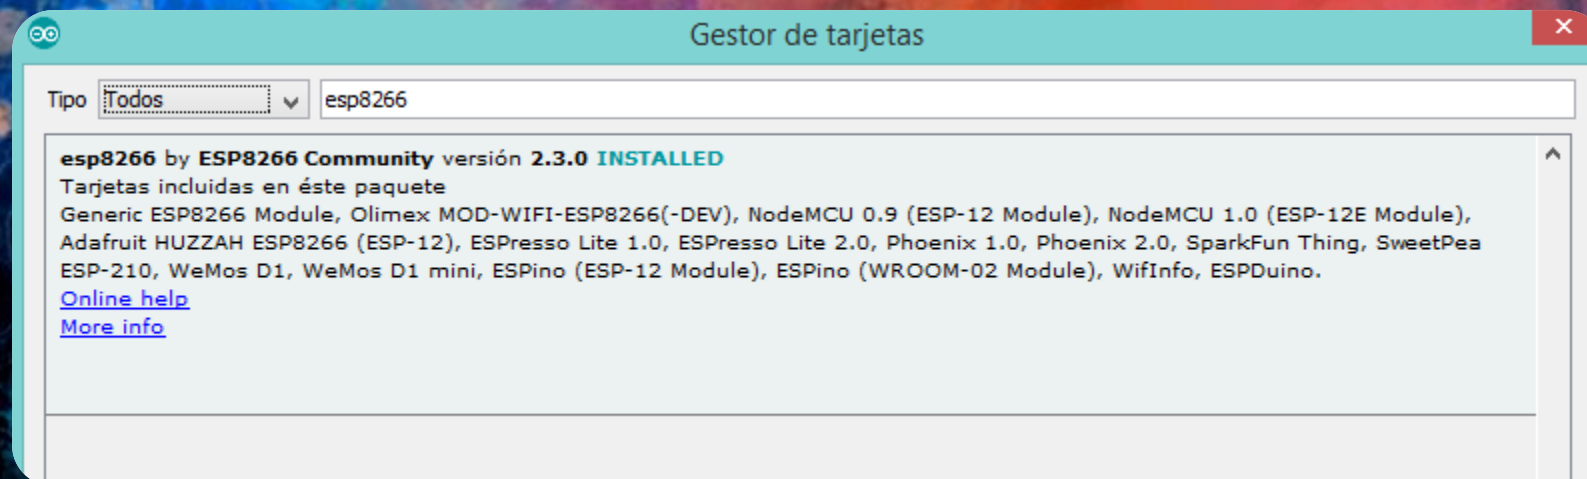 Gestor de tarjetas
Tipo Todos esp8266
esp8266 by ESP8266 Community versión 2.3.0 INSTALLED
Tarjetas incluidas en éste paquete
Generic ESP8266 Module, Olimex MOD-WIFI-ESP8266(-DEV), NodeMCU 0.9 (ESP-12 Module), NodeMCU 1.0 (ESP-12E Module),
Adafruit HUZZAH ESP8266 (ESP-12), ESPresso Lite 1.0, ESPresso Lite 2.0, Phoenix 1.0, Phoenix 2.0, SparkFun Thing, SweetPea
ESP-210, WeMos D1, WeMos D1 mini, ESPino (ESP-12 Module), ESPino (WROOM-02 Module), WifInfo, ESPDuino.
Online help
More info